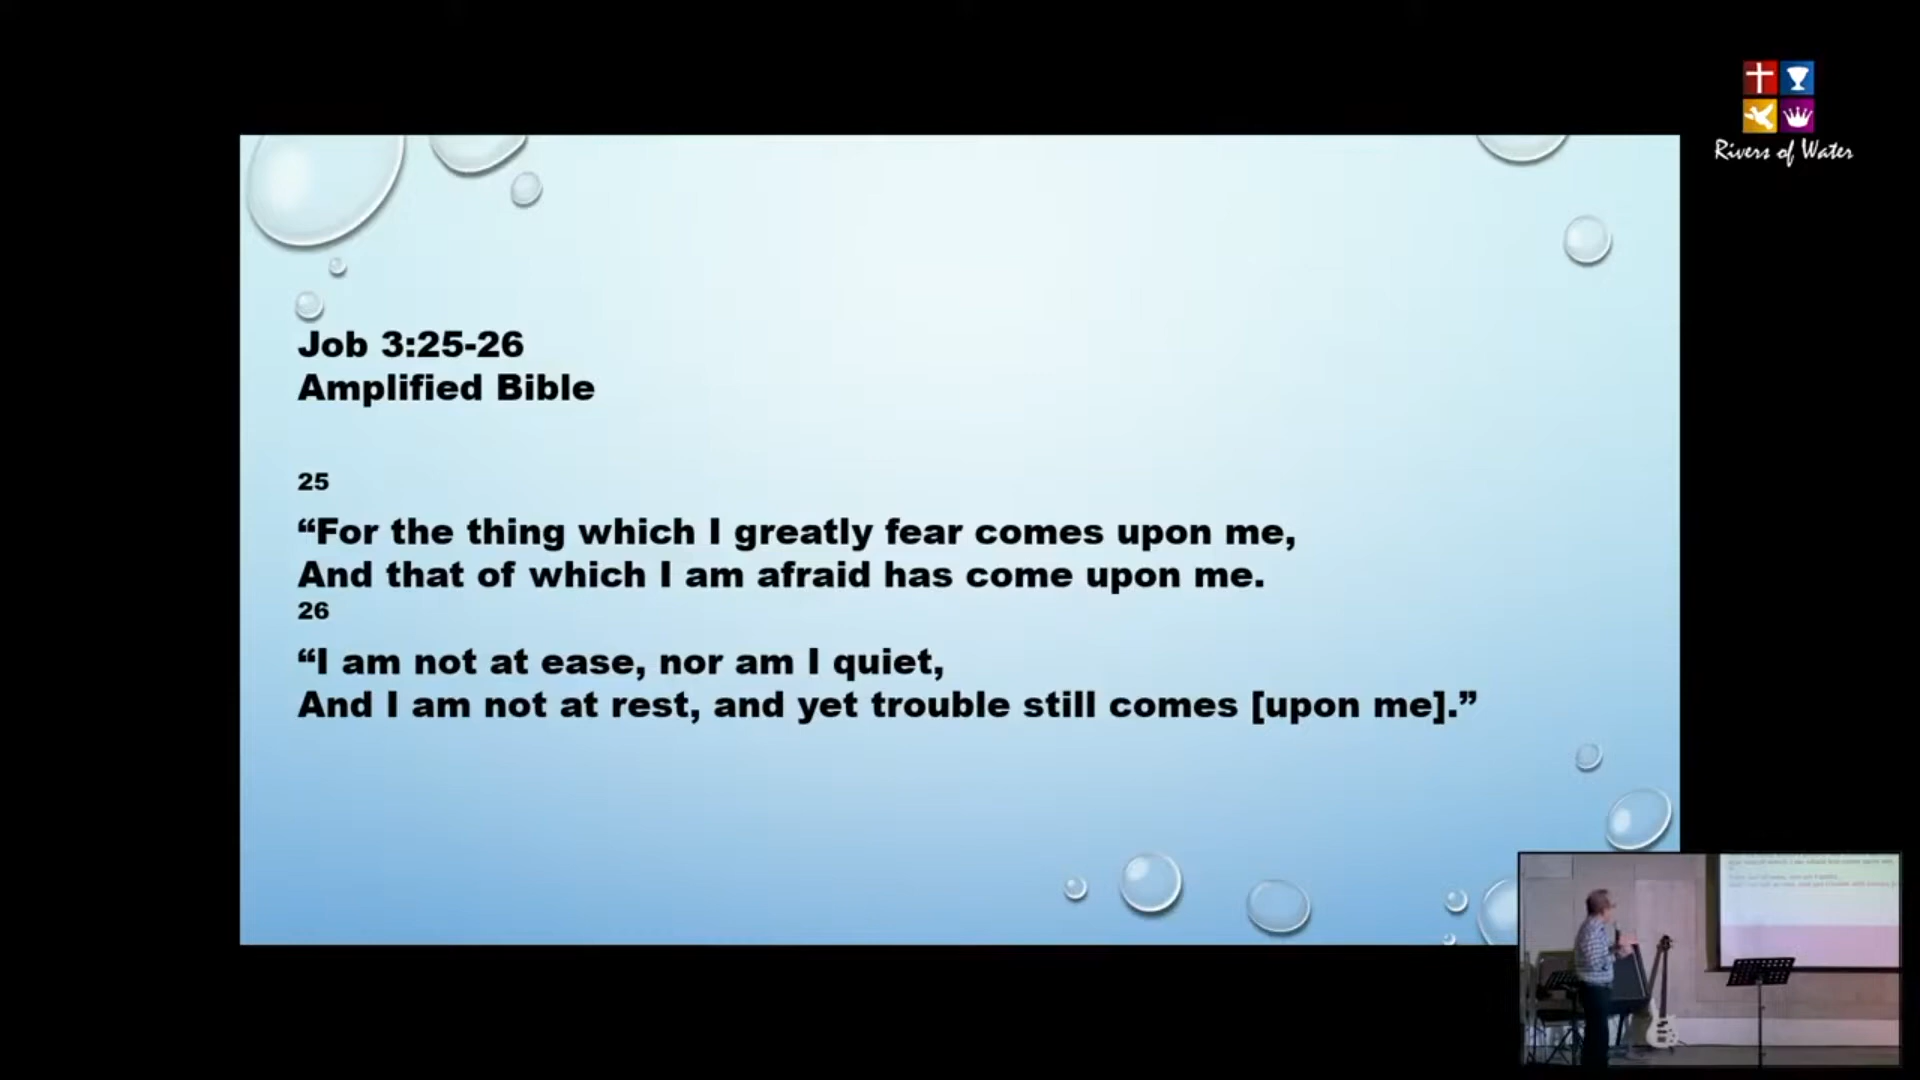 Rivers of Water
Job 3:25-26
Amplified Bible
25
“For the thing which I greatly fear comes upon me,
And that of which I am afraid has come upon me.
26
“I am not at ease, nor am I quiet,
And I am not at rest, and yet trouble still comes [upon me].”